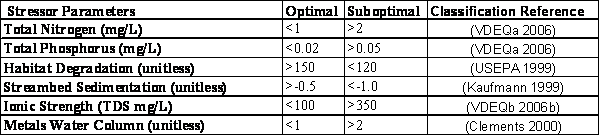 Stressor Parameters Optimal Suboptimal Classification Reference
Total Nitrogen (mg/L) <1 >2 (VDEQa 2006)
Total Phosphorus (mg/L) <0.02 >0.05 (VDEQa 2006)
Habitat Degradation (unitless) >150 <120 (USEPA 1999)
Streambed Sedimentation (unitless) >-0.5 <-1.0 (Kaufmann 1999)
Ionic Strength (TDS mg/L) <100 >350 (VDEQb 2006b)
Metals Water Column (unitless) <1 >2 (Clements 2000)